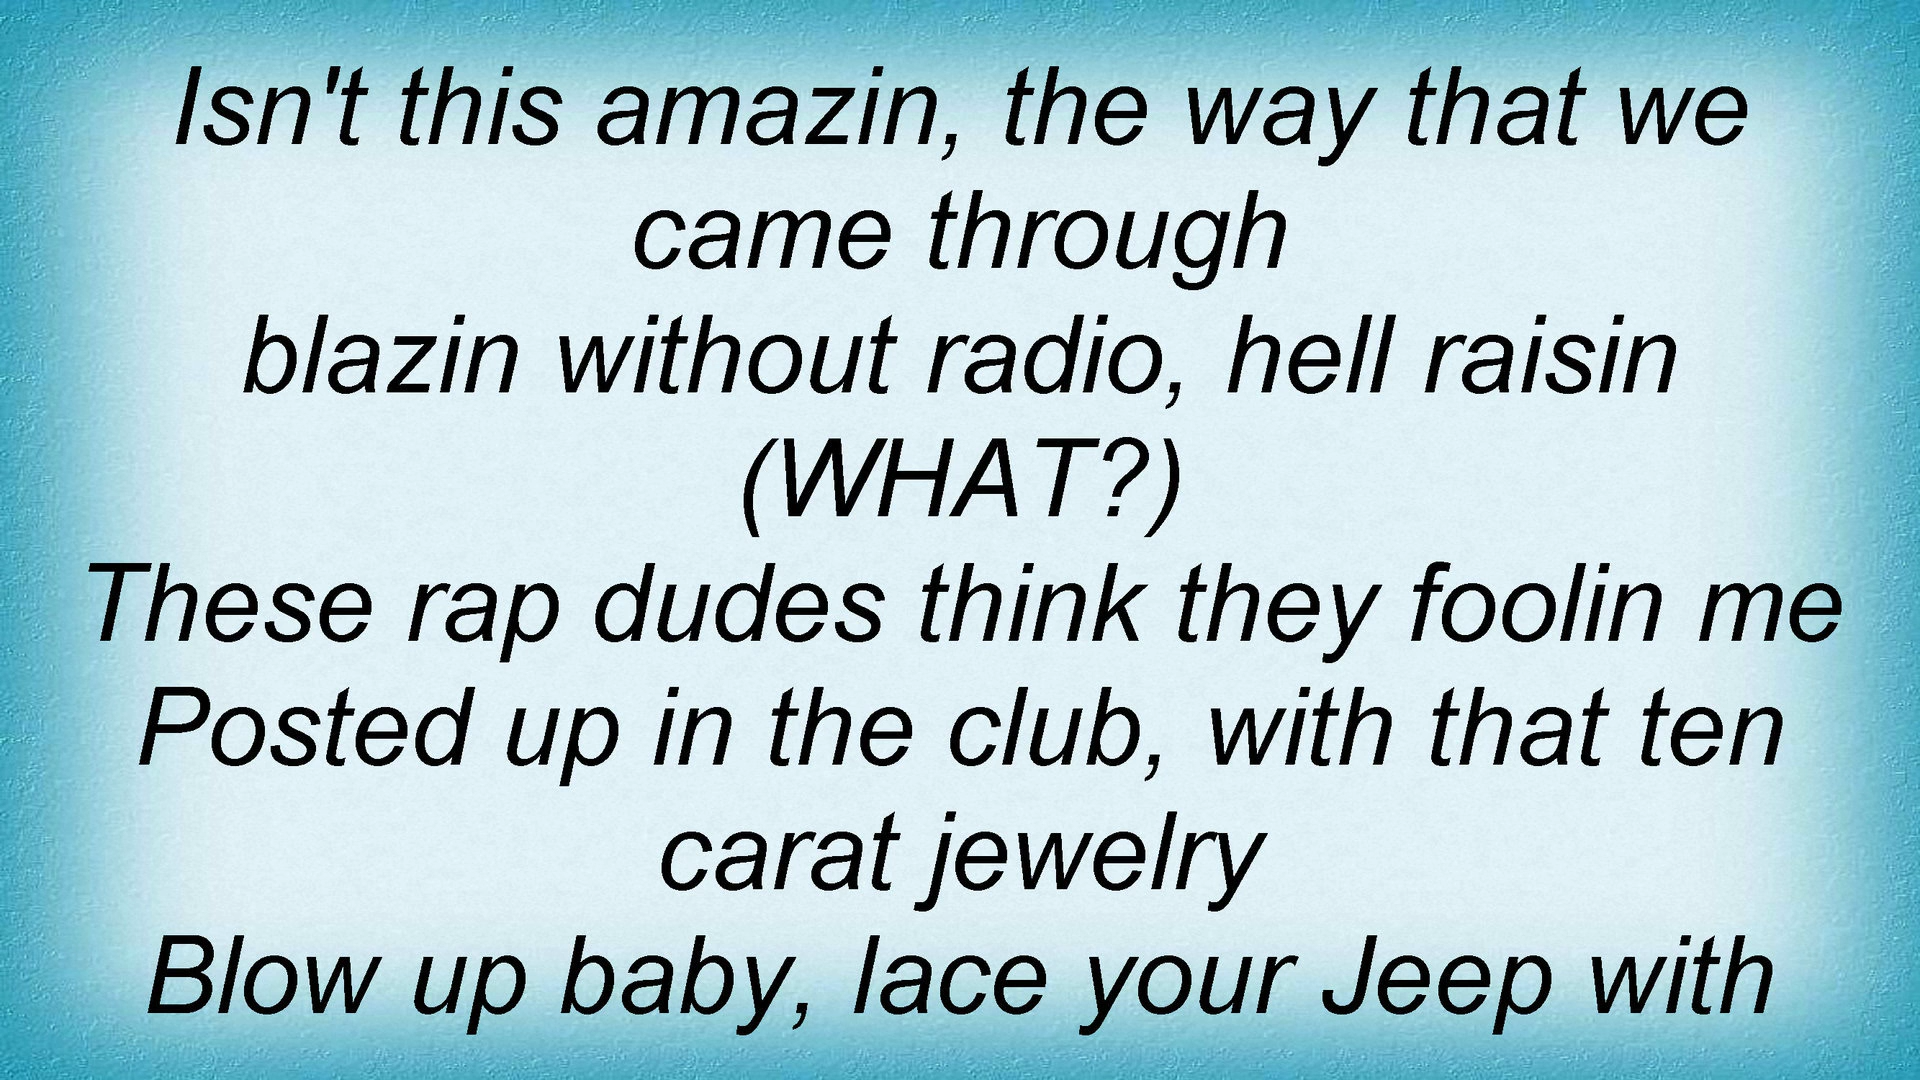 Isn't this amazin, the way that we
came through
blazin without radio, hell raisin
(WHAT?)
These rap dudes think they foolin me
Posted up in the club, with that ten
carat jewelry
Blow up baby, lace your Jeep with